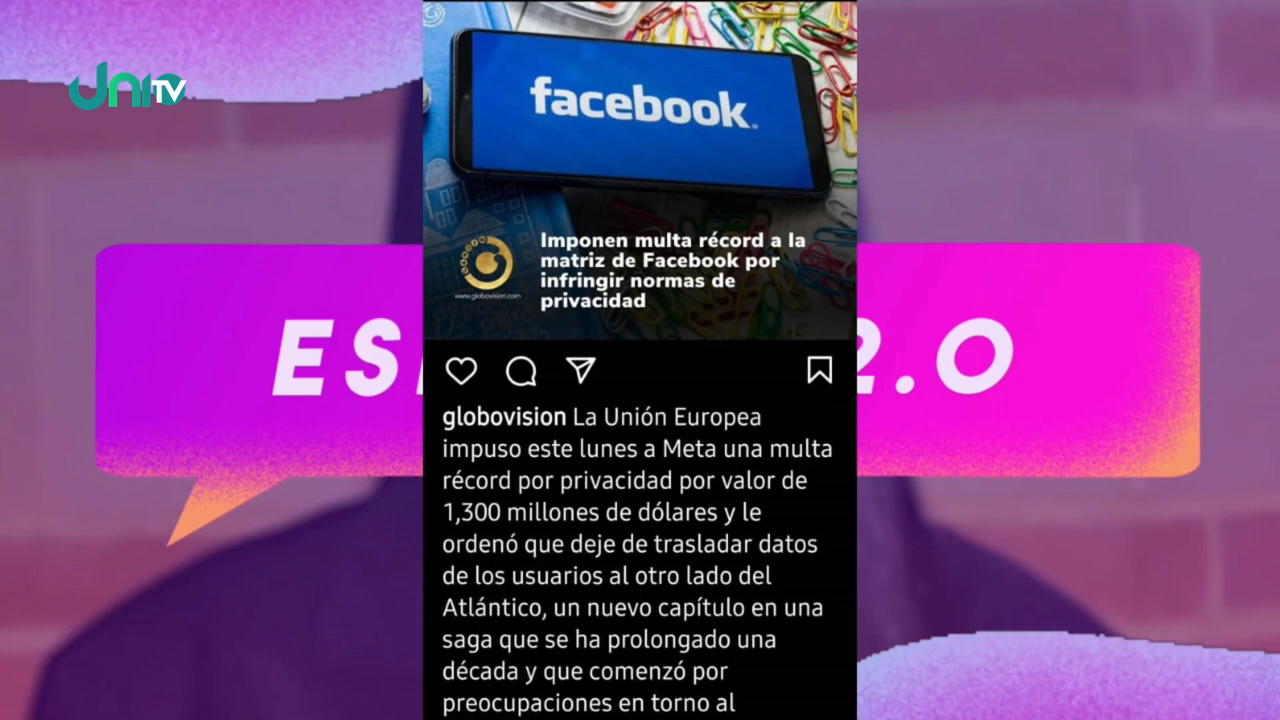 UNITV
facebook.
Imponen multa récord a la
matriz de Facebook por
infringir normas de
privacidad
www.globovision.com
ES
2.0
globovision La Unión Europea
impuso este lunes a Meta una multa
récord por privacidad por valor de
1,300 millones de dólares y le
ordenó que deje de trasladar datos
de los usuarios al otro lado del
Atlántico, un nuevo capítulo en una
saga que se ha prolongado una
década y que comenzó por
preocupaciones en torno al